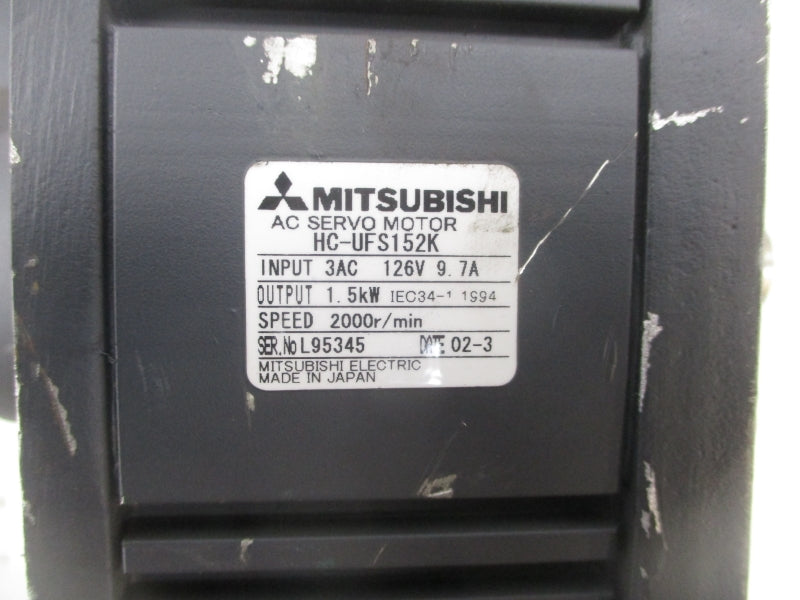 MITSUBISHI
AC SERVO MOTOR
HC-UFS152K
INPUT 3AC 126V 9.7A
OUTPUT 1.5kW IEC34-1 1994
SPEED 2000r/min
SER.No L95345 DATE 02-3
MITSUBISHI ELECTRIC
MADE IN JAPAN